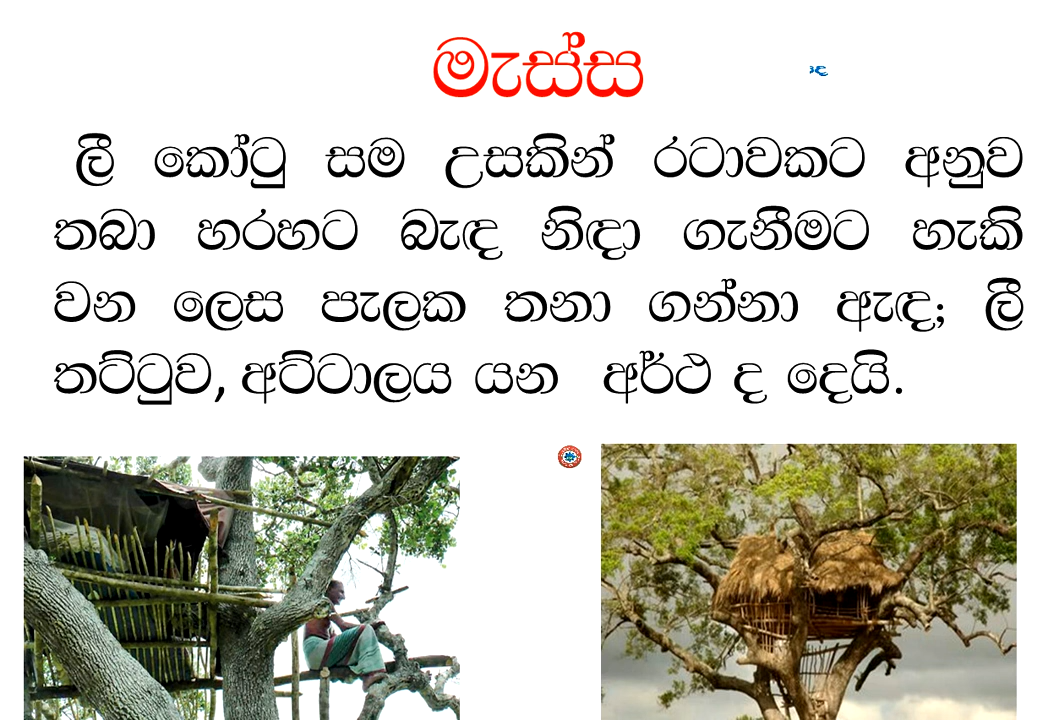 මැස්ස
ලී කෝටු සම උසකින් රටාවකට අනුව
තබා හරහට බැඳ නිඳා ගැනීමට හැකි
වන ලෙස පැලක තනා ගන්නා ඇඳ; ලී
තට්ටුව, අට්ටාලය යන අර්ථ ද දෙයි.